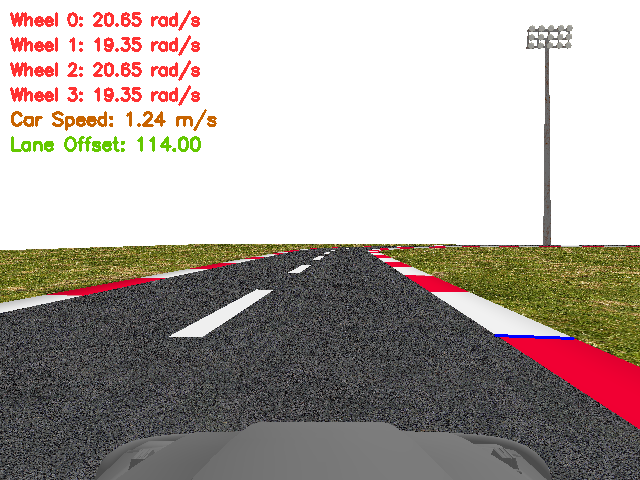 Wheel 0: 20.65 rad/s
Wheel 1: 19.35 rad/s
Wheel 2: 20.65 rad/s
Wheel 3: 19.35 rad/s
Car Speed: 1.24 m/s
Lane Offset: 114.00